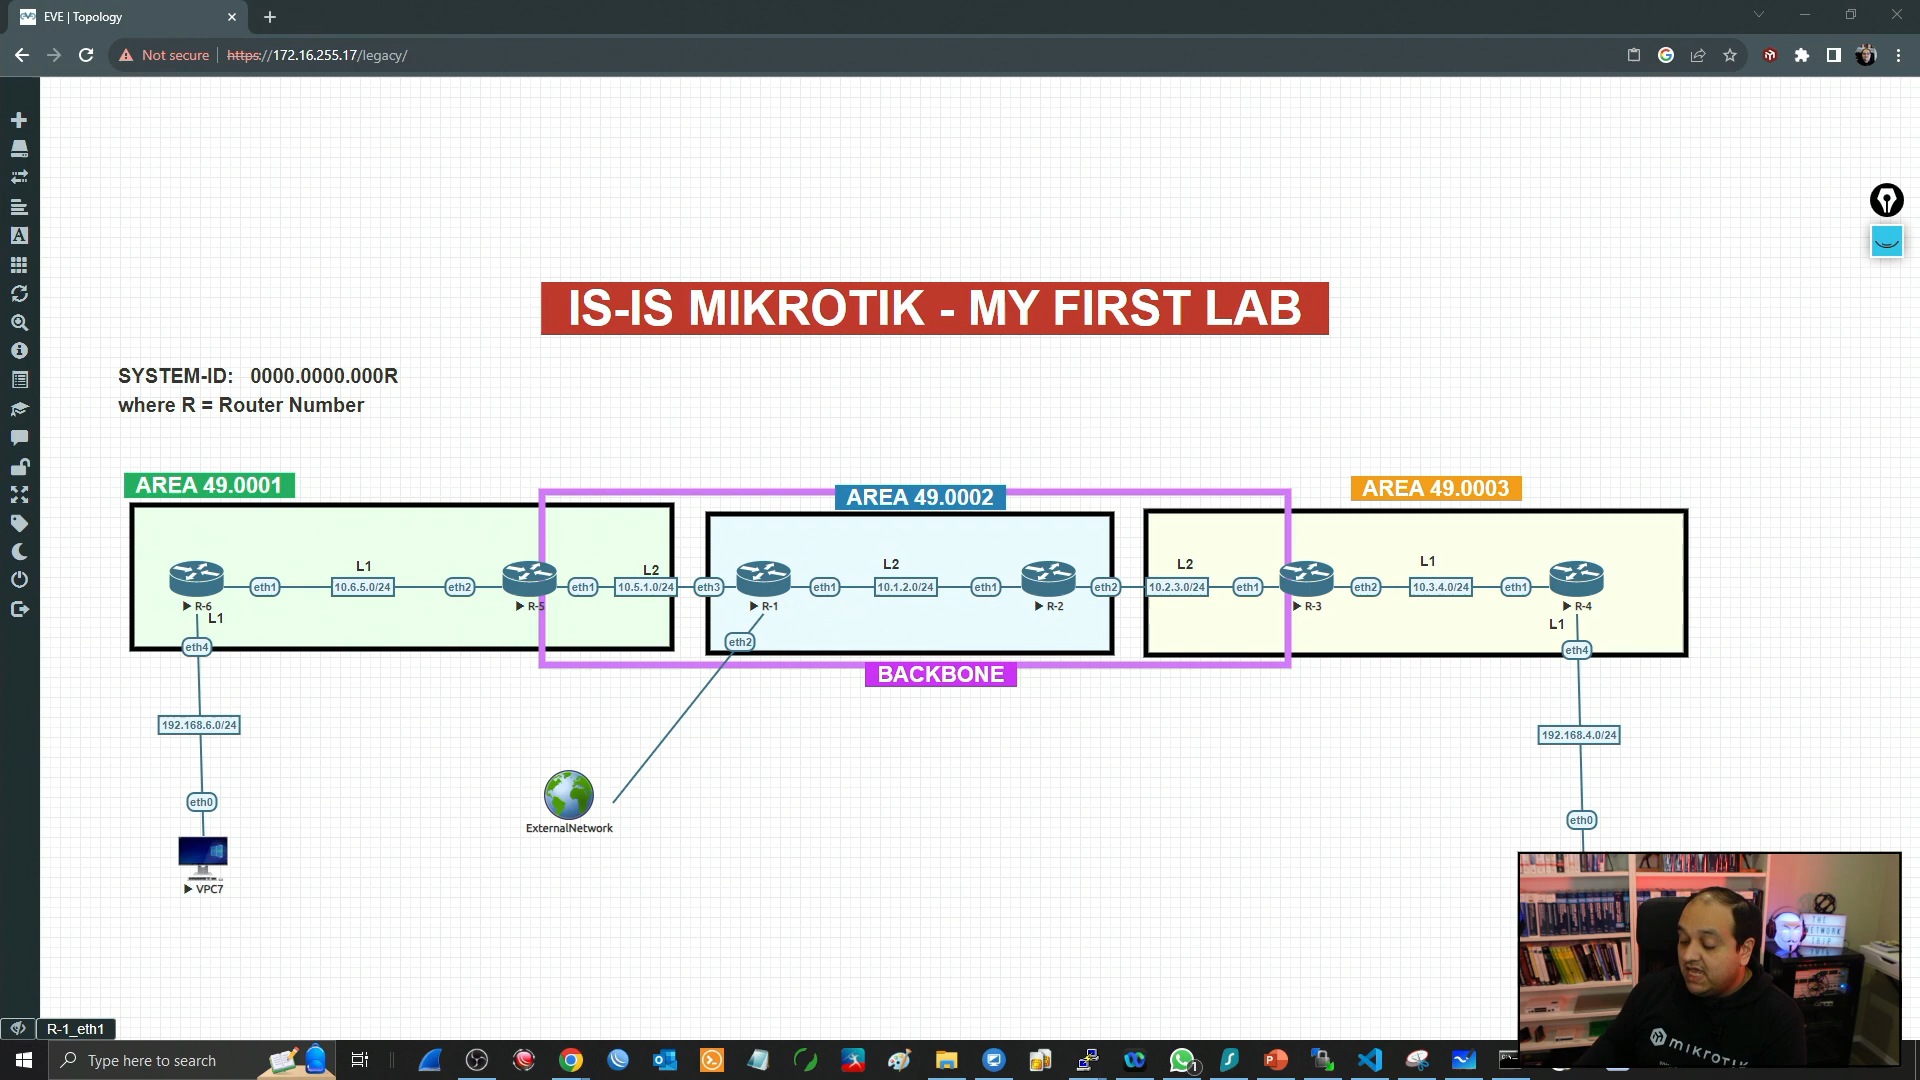 EVE | Topology
Not secure
https://172.16.255.17/legacy/
IS-IS MIKROTIK - MY FIRST LAB
SYSTEM-ID: 0000.0000.000R
where R = Router Number
AREA 49.0001
AREA 49.0002
AREA 49.0003
L1
L2
L2
L2
L1
eth1
10.6.5.0/24
eth2
eth1
10.5.1.0/24
eth3
eth1
10.1.2.0/24
eth1
eth2
10.2.3.0/24
eth1
eth2
10.3.4.0/24
eth1
R-6
R-5
R-1
R-2
R-3
R-4
L1
L1
eth4
eth2
eth4
BACKBONE
192.168.6.0/24
192.168.4.0/24
eth0
eth0
ExternalNetwork
VPC7
THE
NETWORK
TRIP
mikrotik
R-1_eth1
Type here to search
1